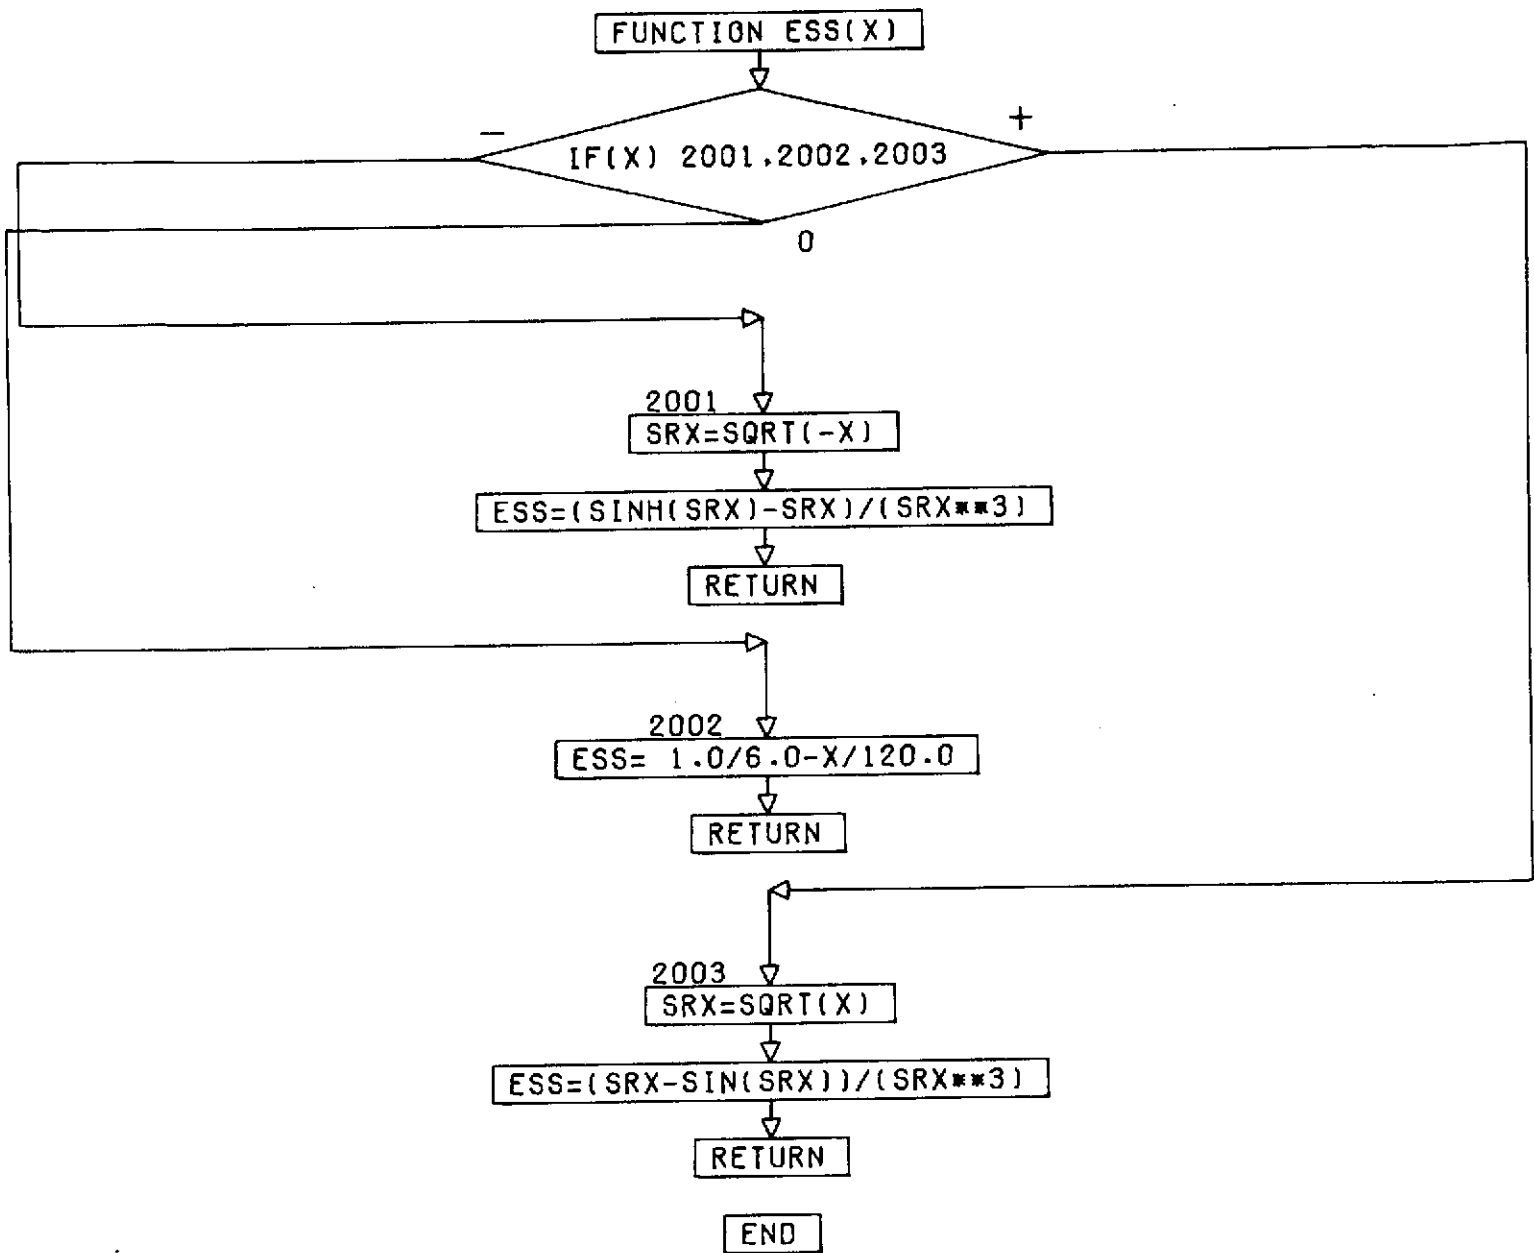 FUNCTION ESS(X)
-
+
IF(X) 2001,2002,2003
0
2001
SRX=SQRT(-X)
ESS=(SINH(SRX)-SRX)/(SRX**3)
RETURN
2002
ESS= 1.0/6.0-X/120.0
RETURN
2003
SRX=SQRT(X)
ESS=(SRX-SIN(SRX))/(SRX**3)
RETURN
END